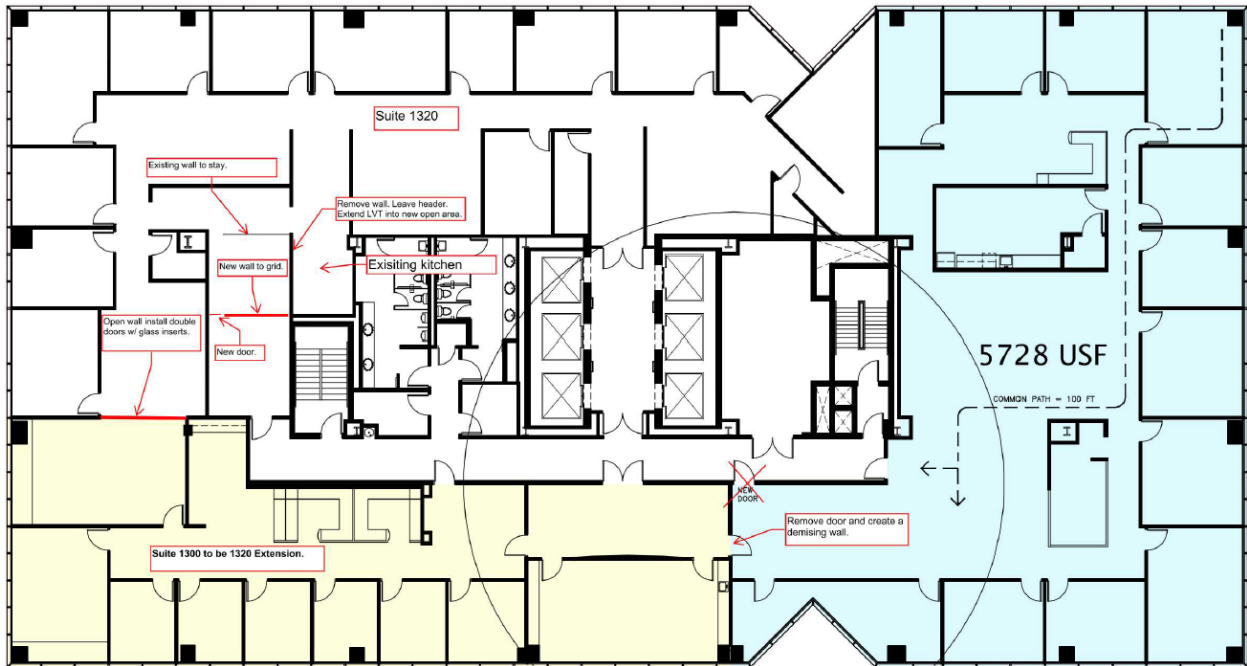 Suite 1320
Existing wall to stay.
Remove wall. Leave header.
Extend LVT into new open area.
Exisiting kitchen
New wall to grid.
Open wall install double
doors w/ glass inserts.
New door.
5728 USF
COMMON PATH = 100 FT
NEW
DOOR
Remove door and create a
demising wall.
Suite 1300 to be 1320 Extension.